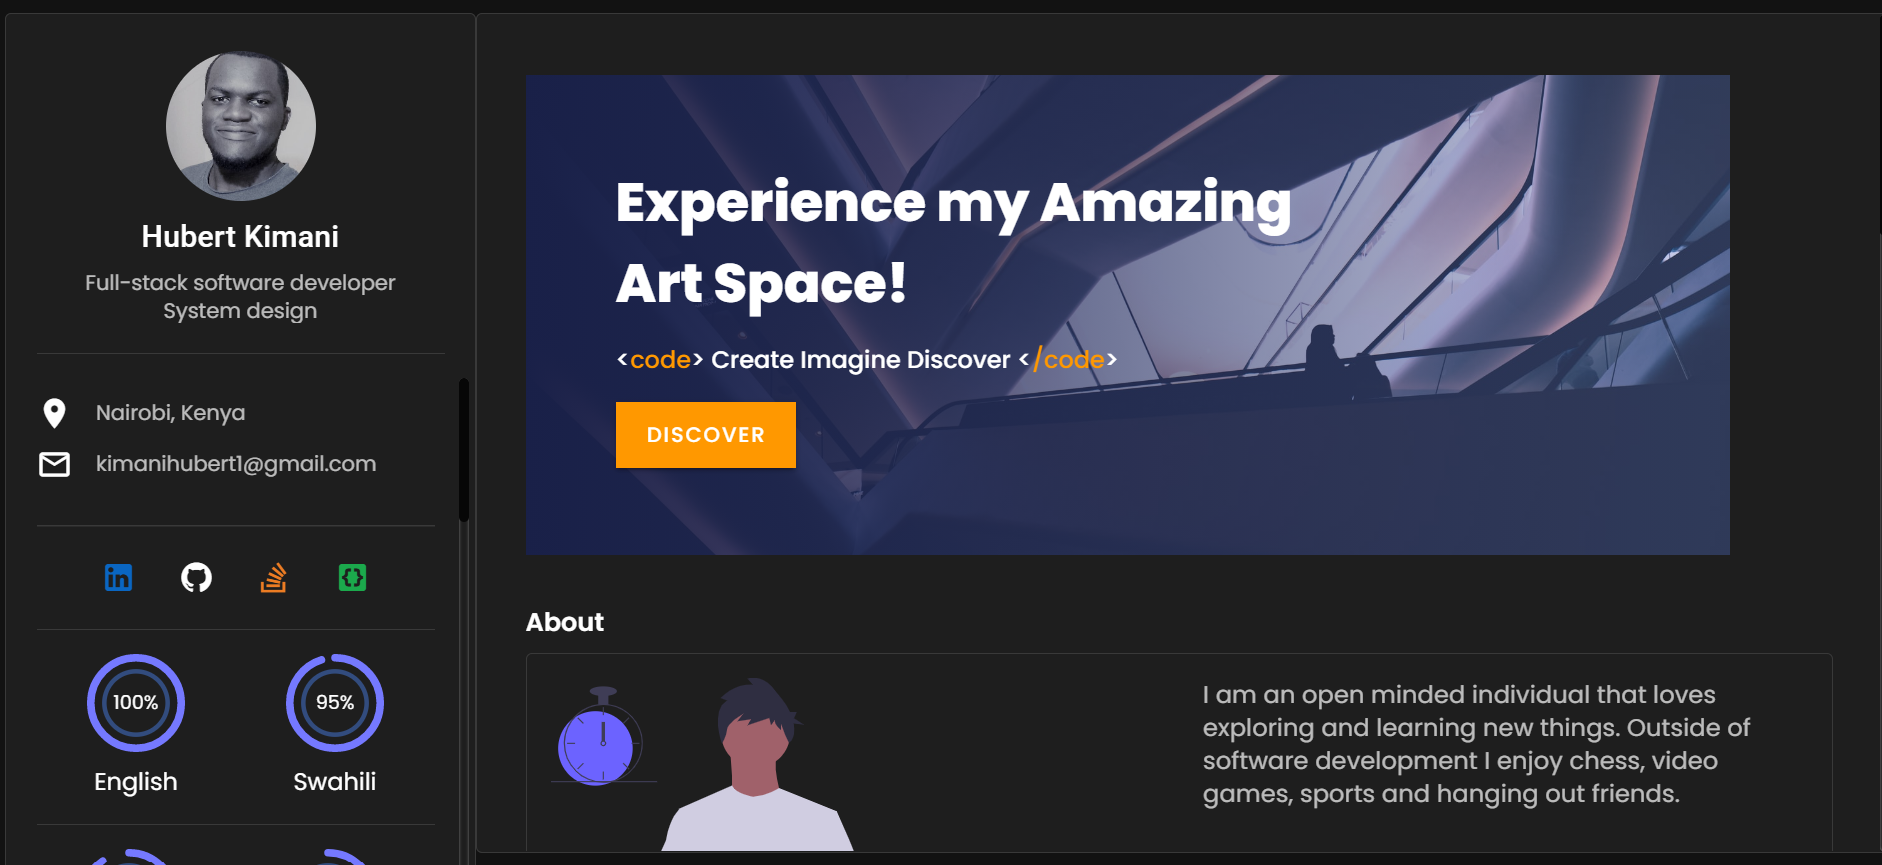 Hubert Kimani
Full-stack software developer
System design
Nairobi, Kenya
kimanihubert1@gmail.com
in
{}
100%
95%
English
Swahili
Experience my Amazing
Art Space!
<code> Create Imagine Discover </code>
DISCOVER
About
I am an open minded individual that loves
exploring and learning new things. Outside of
software development I enjoy chess, video
games, sports and hanging out friends.